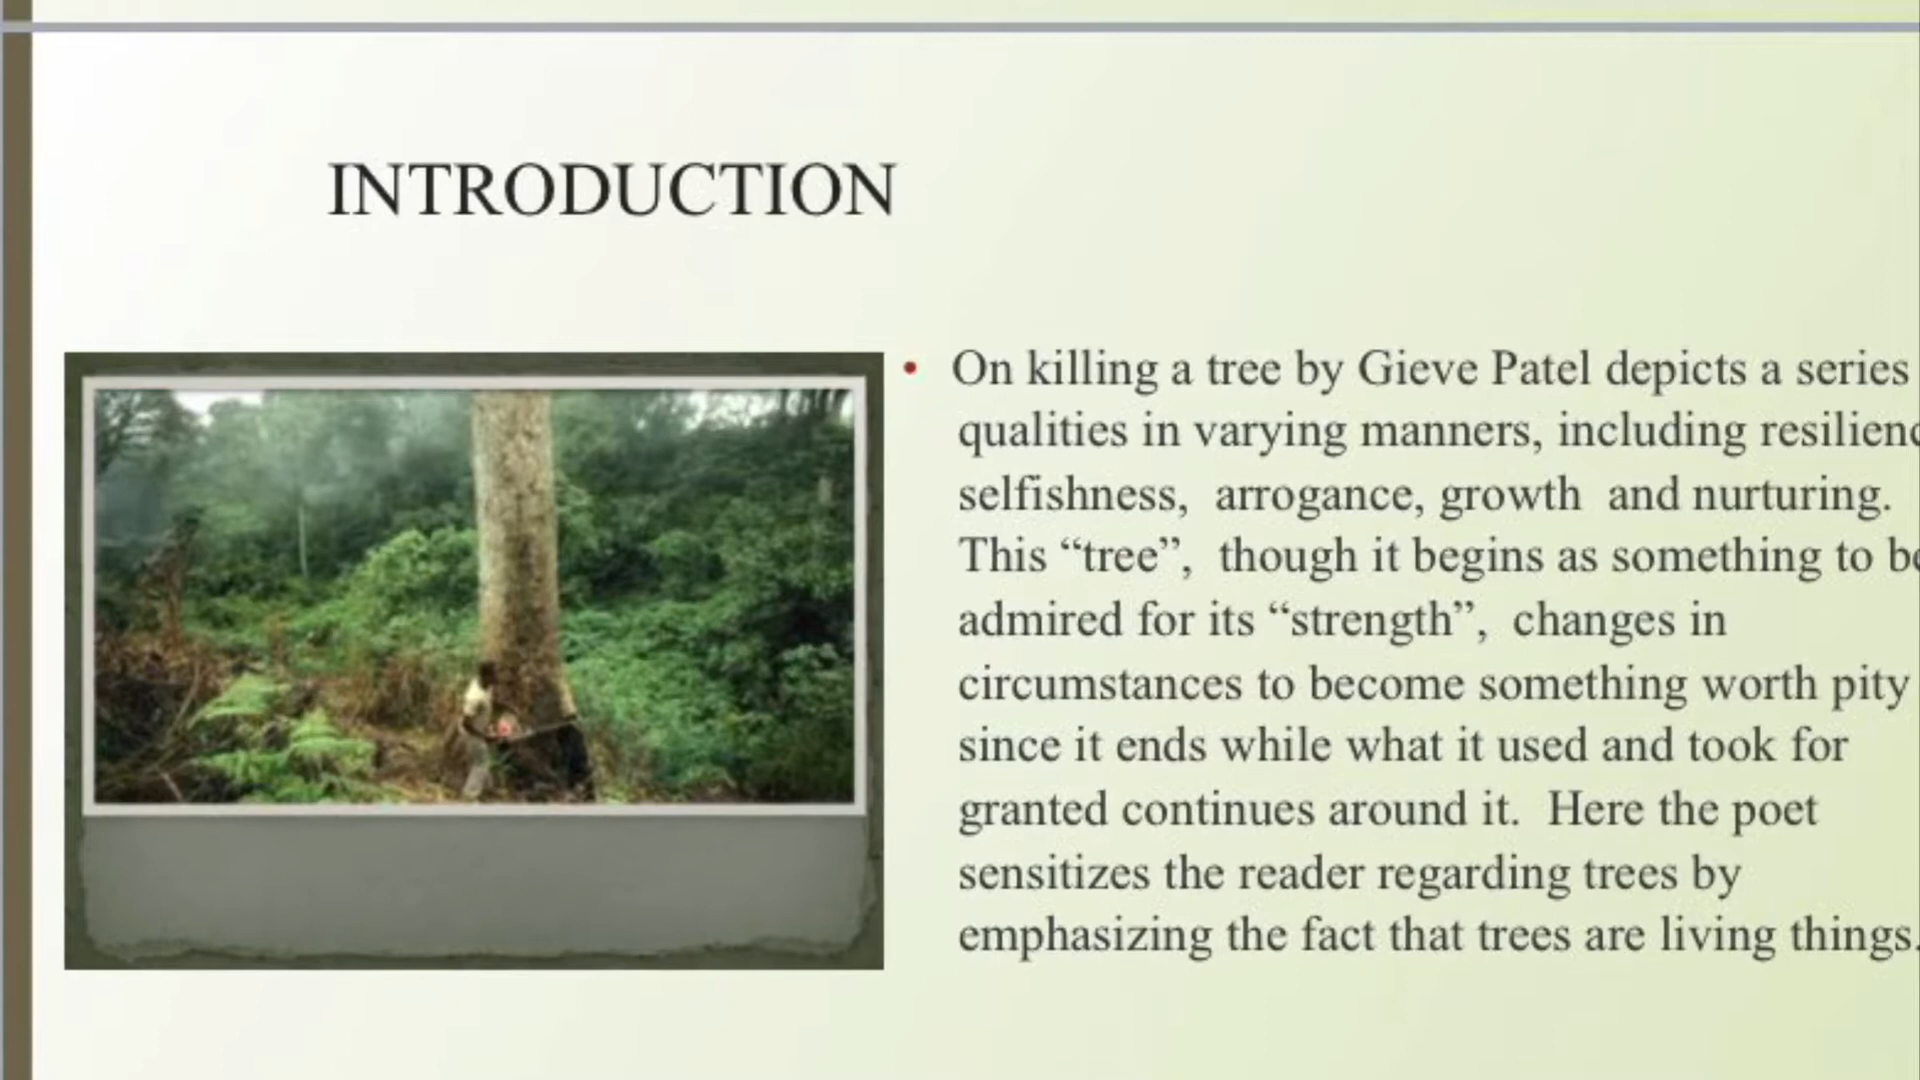 INTRODUCTION
• On killing a tree by Gieve Patel depicts a series
qualities in varying manners, including
selfishness, arrogance, growth and nurturing.
This “tree”, though it begins as something to
admired for its “strength”, changes in
circumstances to become something worth pity
since it ends while what it used and took for
granted continues around it. Here the poet
sensitizes the reader regarding trees by
emphasizing the fact that trees are living things.